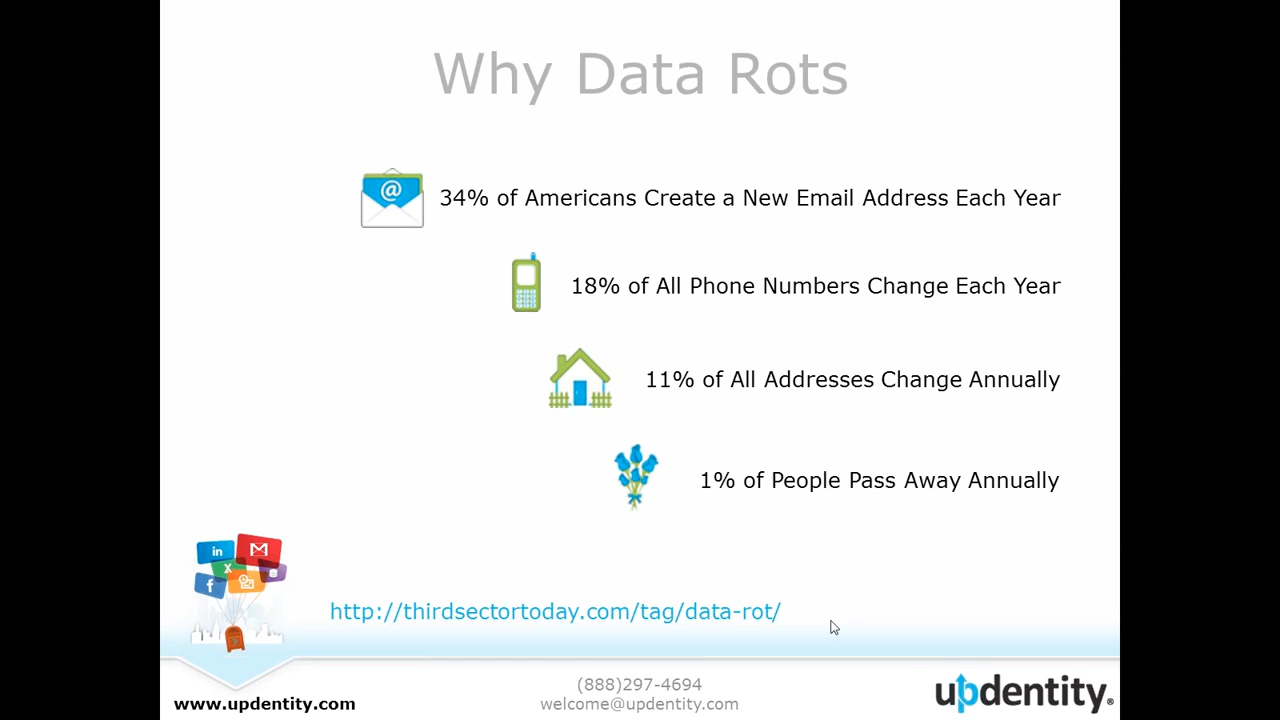 Why Data Rots
@
34% of Americans Create a New Email Address Each Year
18% of All Phone Numbers Change Each Year
11% of All Addresses Change Annually
1% of People Pass Away Annually
in
X
f
http://thirdsectortoday.com/tag/data-rot/
www.updentity.com
(888)297-4694
welcome@updentity.com
updentity®